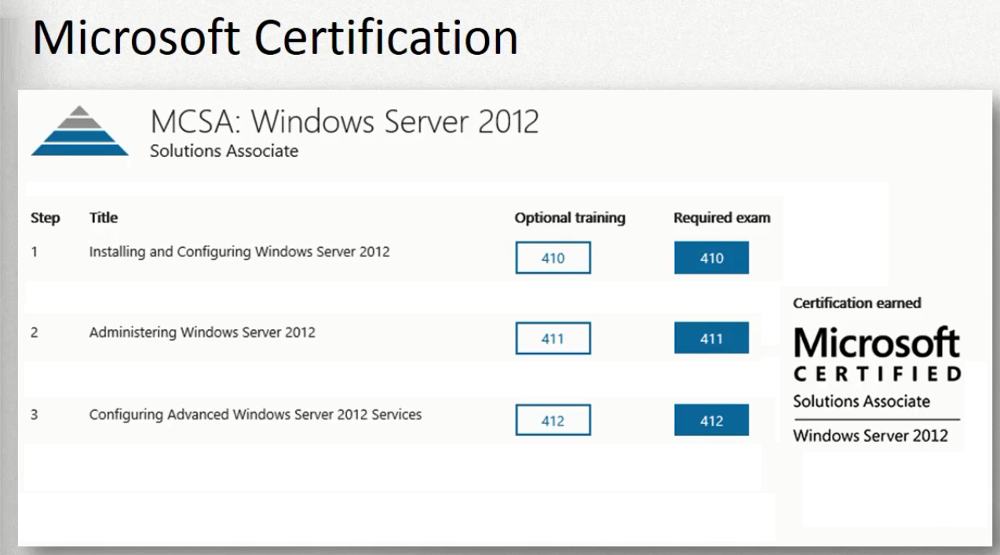 Microsoft Certification
MCSA: Windows Server 2012
Solutions Associate
Step Title Optional training Required exam
1 Installing and Configuring Windows Server 2012 410 410
2 Administering Windows Server 2012 411 411
3 Configuring Advanced Windows Server 2012 Services 412 412
Certification earned
Microsoft
CERTIFIED
Solutions Associate
Windows Server 2012